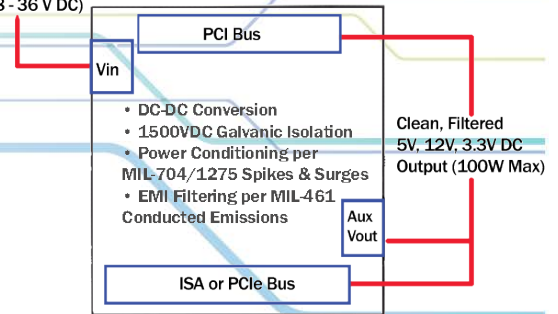 - 36 V DC)
PCI Bus
Vin
• DC-DC Conversion
• 1500VDC Galvanic Isolation
• Power Conditioning per
MIL-704/1275 Spikes & Surges
• EMI Filtering per MIL-461
Conducted Emissions
Clean, Filtered
5V, 12V, 3.3V DC
Output (100W Max)
Aux
Vout
ISA or PCIe Bus